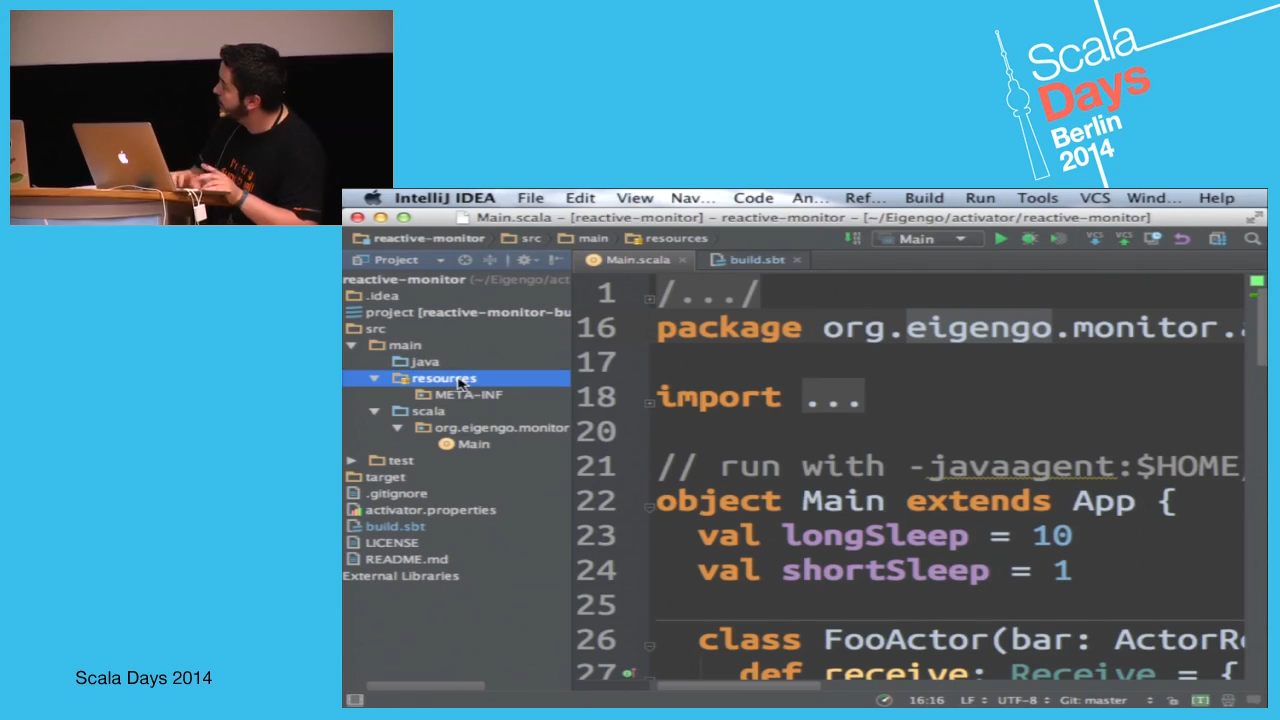 Scala
Days
Berlin
2014
IntelliJ IDEA File Edit View Nav... Code An... Ref... Build Run Tools VCS Wind... Help
Main.scala – [reactive-monitor] – reactive-monitor – [~/Eigengo/activator/reactive-monitor]
reactive-monitor src main resources Main VCS VCS
Project Main.scala build.sbt
reactive-monitor (~/Eigengo/act
.idea
project [reactive-monitor-bu
src
main
java
resources
META-INF
scala
org.eigengo.monitor
Main
test
target
.gitignore
activator.properties
build.sbt
LICENSE
README.md
External Libraries
1 /.../
16 package org.eigengo.monitor.
17
18 import ...
20
21 // run with -javaagent:$HOME
22 object Main extends App {
23 val longSleep = 10
24 val shortSleep = 1
25
26 class FooActor(bar: ActorRe
27 def receive: Receive = {
16:16 LF UTF-8 Git: master [T]
Scala Days 2014